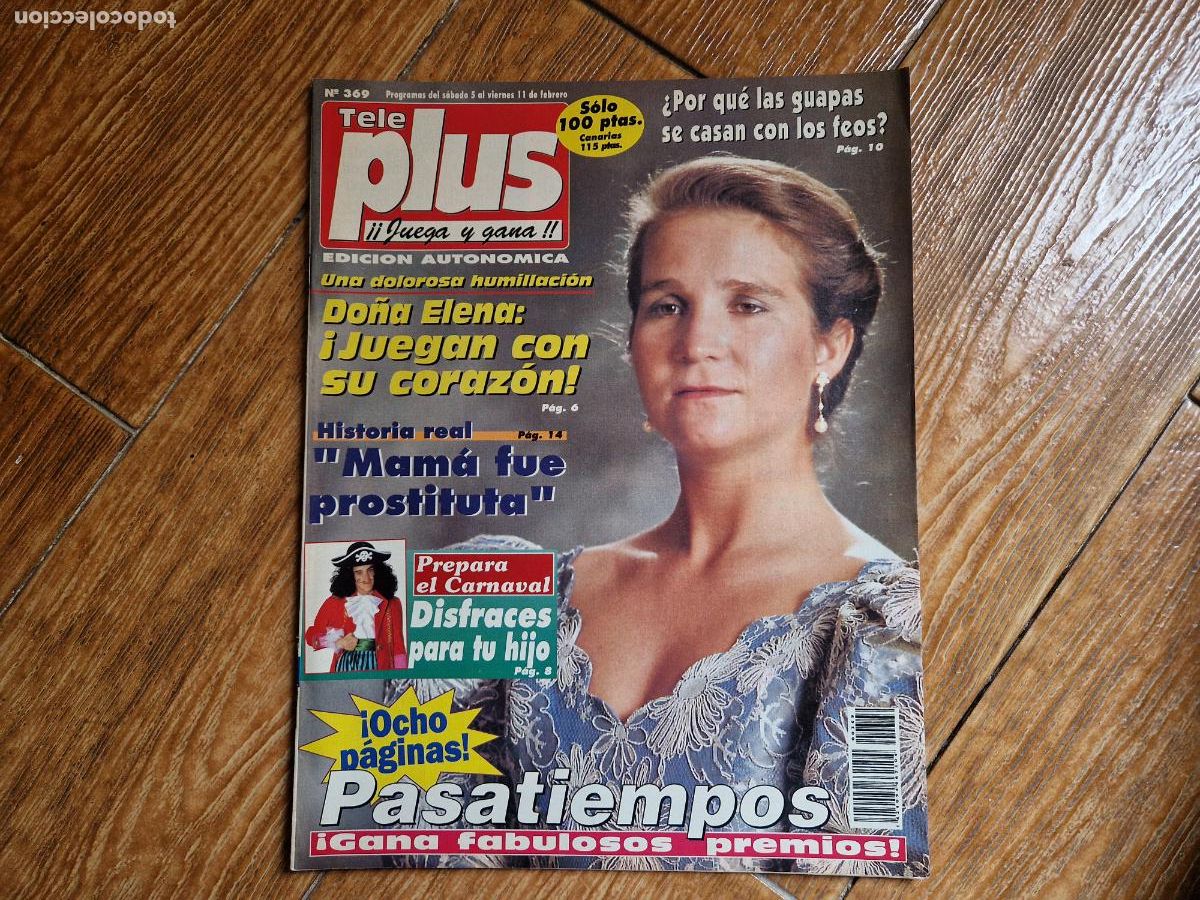 todocoleccion
Nº 369 Programas del sábado 5 al viernes 11 de febrero
Tele
plus
¡¡Juega y gana!!
EDICION AUTONOMICA
Sólo
100 ptas.
Canarias
115 ptas.
¿Por qué las guapas
se casan con los feos?
Pág. 10
Una dolorosa humillación
Doña Elena:
¡Juegan con
su corazón!
Pág. 6
Historia real Pág. 14
"Mamá fue
prostituta"
Prepara
el Carnaval
Disfraces
para tu hijo
Pág. 8
¡Ocho
páginas!
Pasatiempos
¡Gana fabulosos premios!